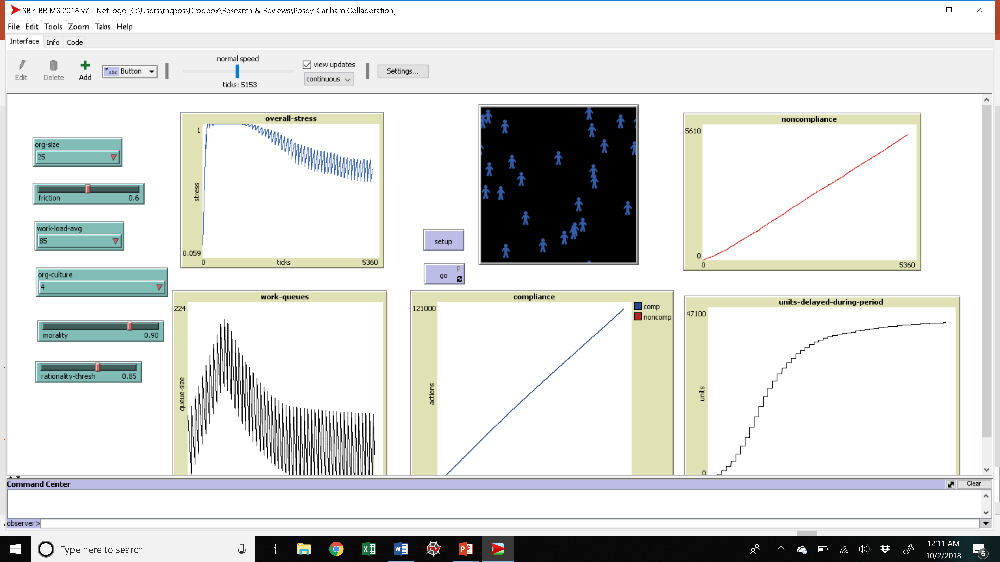 SBP-BRiMS 2018 v7 - NetLogo {C:\Users\mcpos\Dropbox\Research & Reviews\Posey-Canham Collaboration}
File Edit Tools Zoom Tabs Help
Interface Info Code
normal speed
Edit Delete Add abc Button
ticks: 5153
view updates
continuous
Settings...
org-size
25
friction 0.6
work-load-avg
85
org-culture
4
morality 0.90
rationality-thresh 0.85
overall-stress
1
stress
0.059
0 ticks 5360
setup
go R
noncompliance
5610
0
0 5360
work-queues
224
queue-size
compliance
121000
actions
comp
noncomp
units-delayed-during-period
47100
units
0
Command Center Clear
observer>
Type here to search
12:11 AM
10/2/2018
6